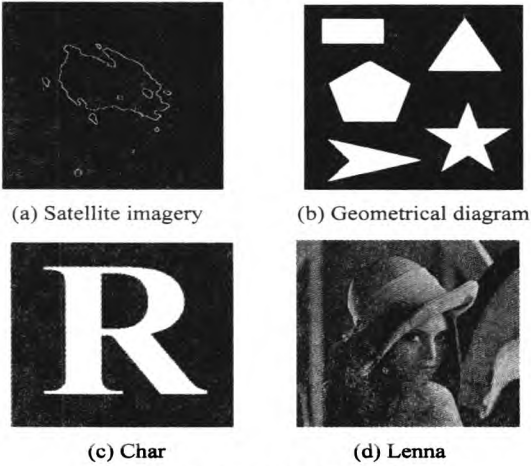 (a) Satellite imagery
(b) Geometrical diagram
R
(c) Char
(d) Lenna